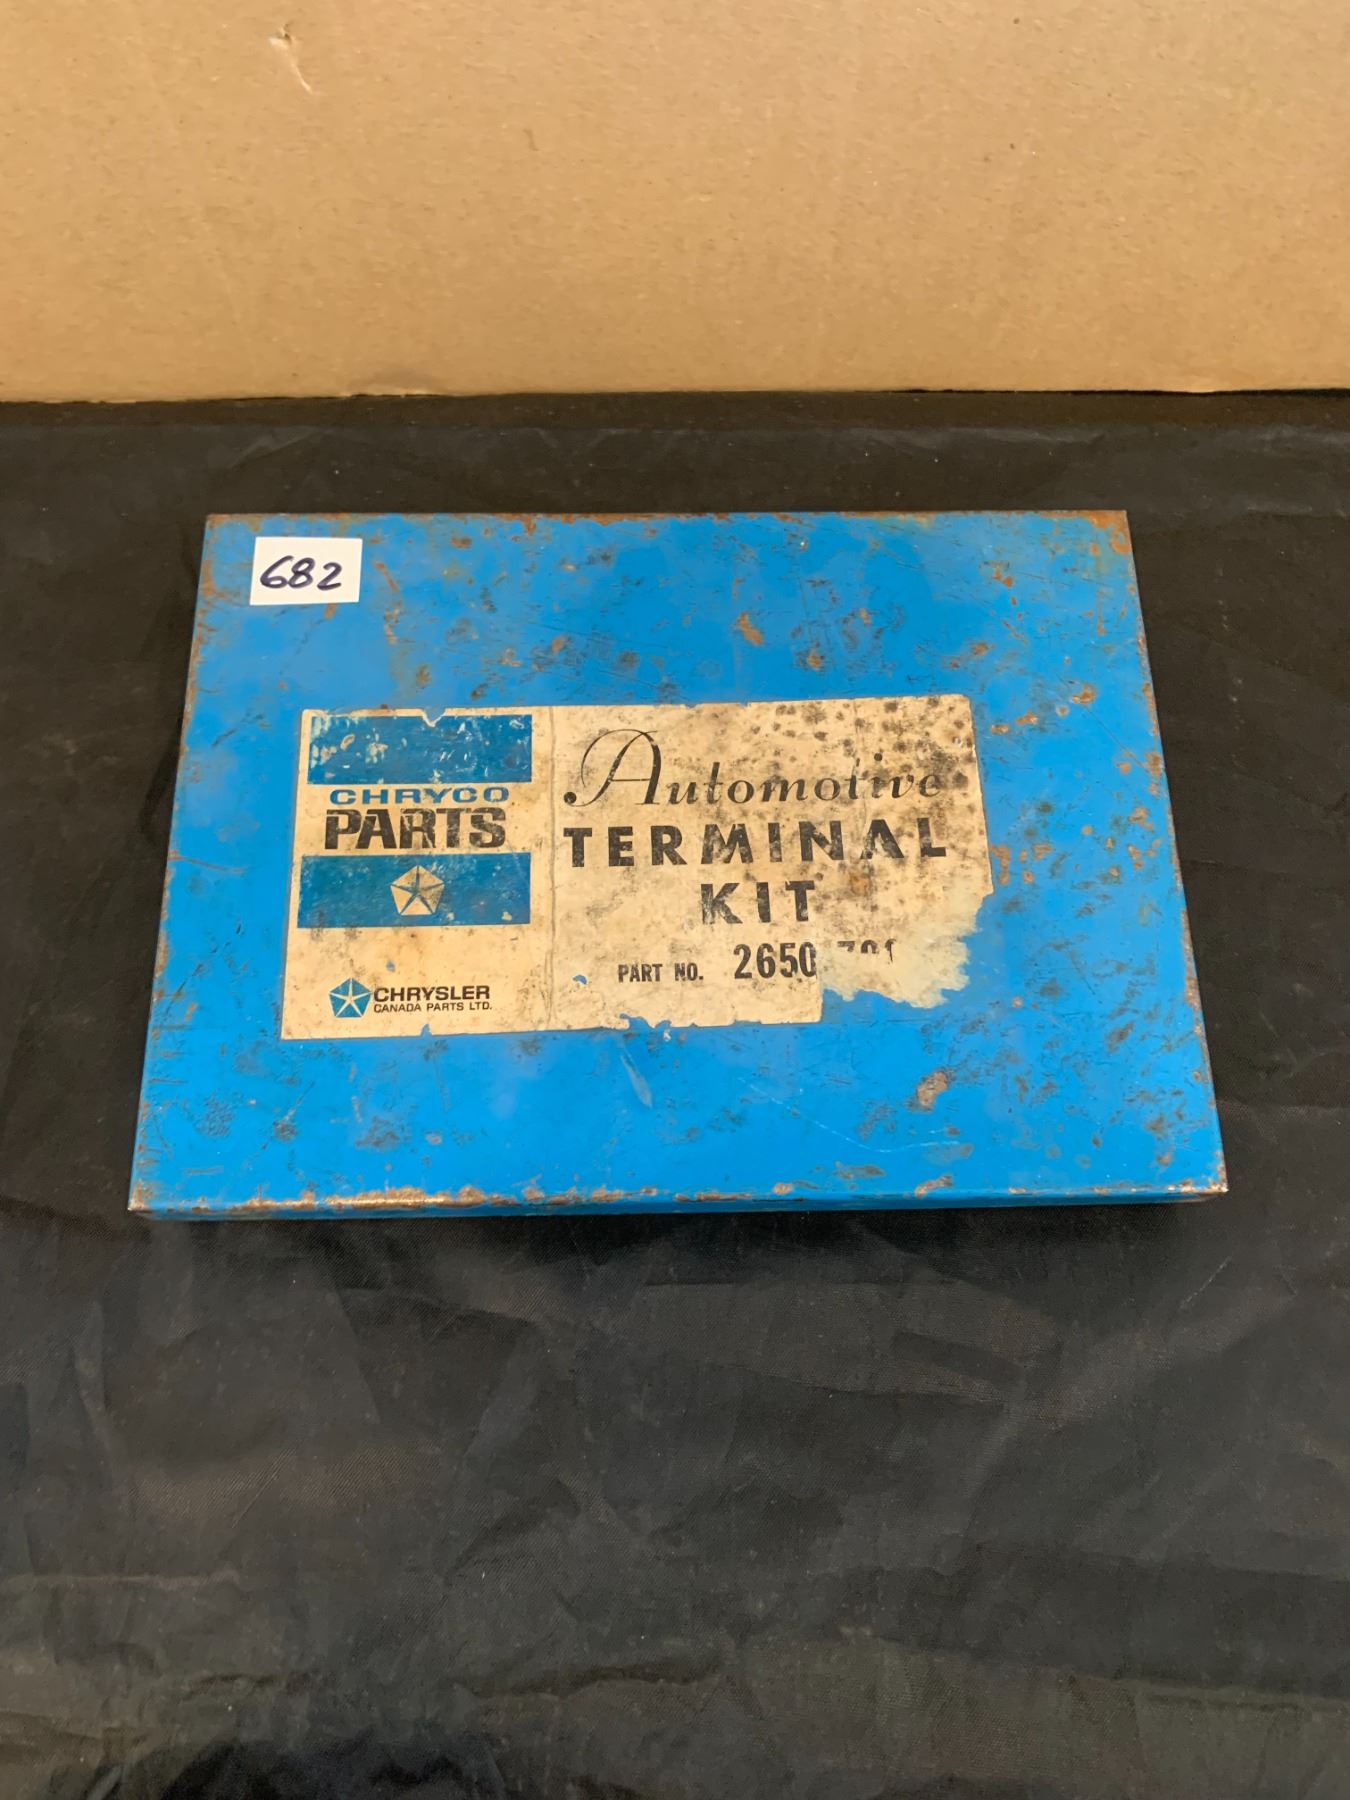 682
CHRYCO
PARTS
CHRYSLER
CANADA PARTS LTD.
Automotive
TERMINAL
KIT
PART NO. 2650